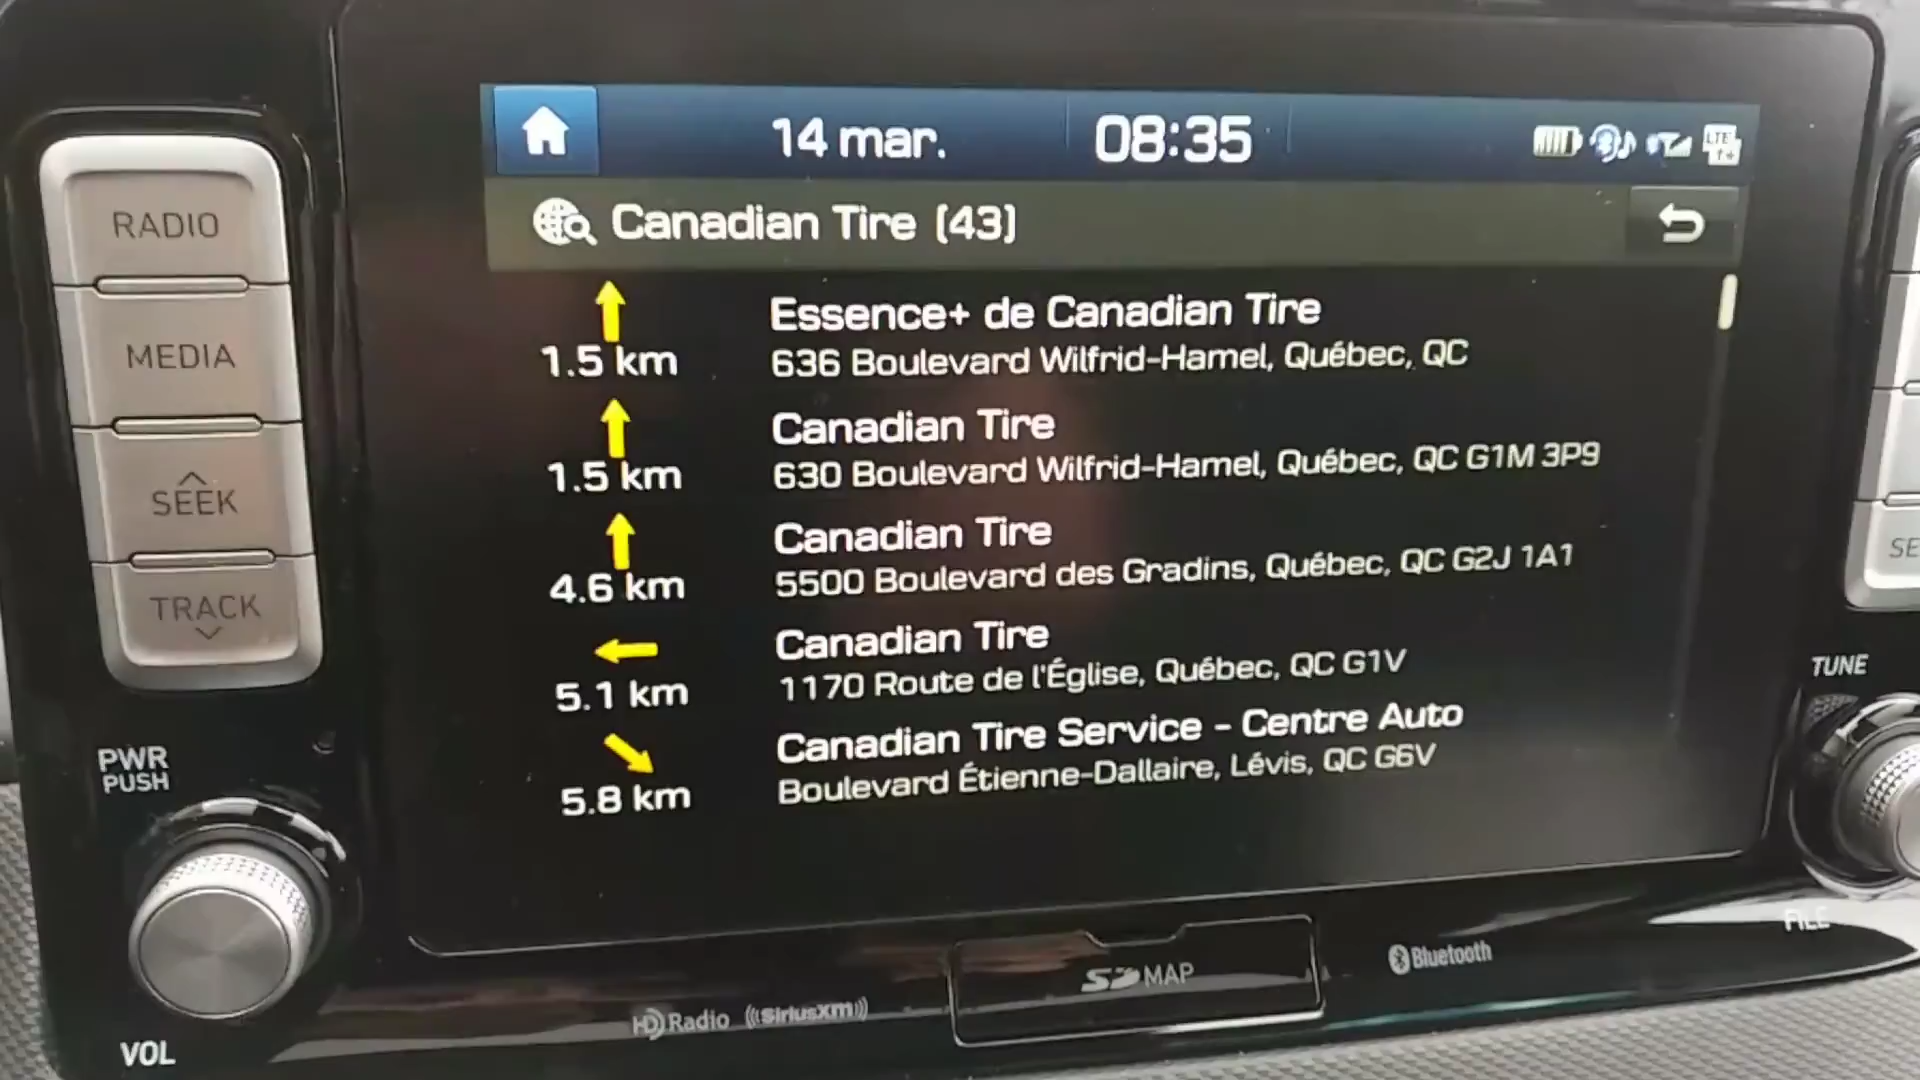 14 mar.
08:35
LTE
Canadian Tire (43)
1.5 km
Essence+ de Canadian Tire
636 Boulevard Wilfrid-Hamel, Québec, QC
1.5 km
Canadian Tire
630 Boulevard Wilfrid-Hamel, Québec, QC G1M 3P9
4.6 km
Canadian Tire
5500 Boulevard des Gradins, Québec, QC G2J 1A1
5.1 km
Canadian Tire
1170 Route de l'Église, Québec, QC G1V
5.8 km
Canadian Tire Service - Centre Auto
Boulevard Étienne-Dallaire, Lévis, QC G6V
RADIO
MEDIA
SEEK
TRACK
PWR
PUSH
VOL
SE
TUNE
FILE
HD Radio
((SiriusXM))
SD MAP
Bluetooth